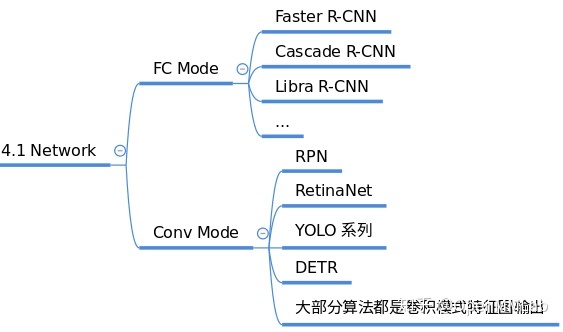 Faster R-CNN
Cascade R-CNN
FC Mode
Libra R-CNN
...
4.1 Network
RPN
RetinaNet
Conv Mode
YOLO 系列
DETR
大部分算法都是卷积模式特征图输出